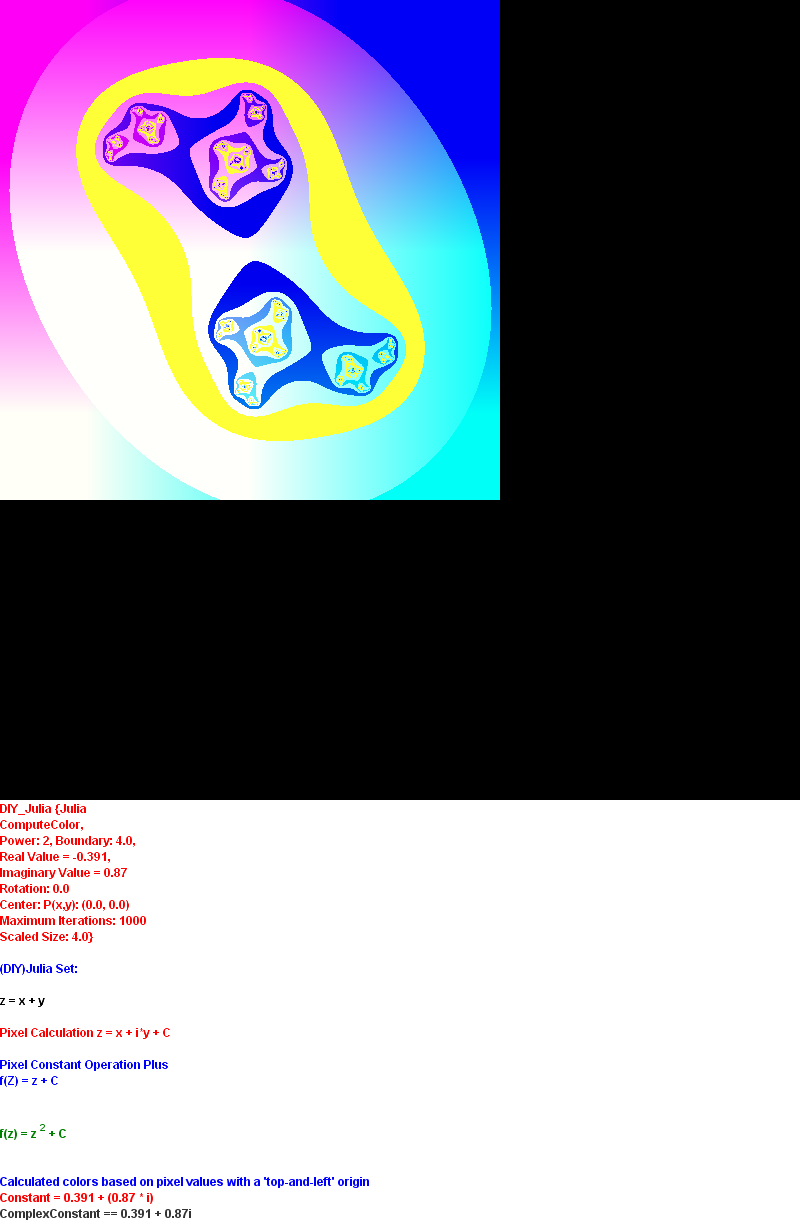 DIY_Julia {Julia
ComputeColor,
Power: 2, Boundary: 4.0,
Real Value = -0.391,
Imaginary Value = 0.87
Rotation: 0.0
Center: P(x,y): (0.0, 0.0)
Maximum Iterations: 1000
Scaled Size: 4.0}
(DIY)Julia Set:
z = x + y
Pixel Calculation z = x + i*y + C
Pixel Constant Operation Plus
f(Z) = z + C
f(z) = z 2 + C
Calculated colors based on pixel values with a 'top-and-left' origin
Constant = 0.391 + (0.87 * i)
ComplexConstant == 0.391 + 0.87i